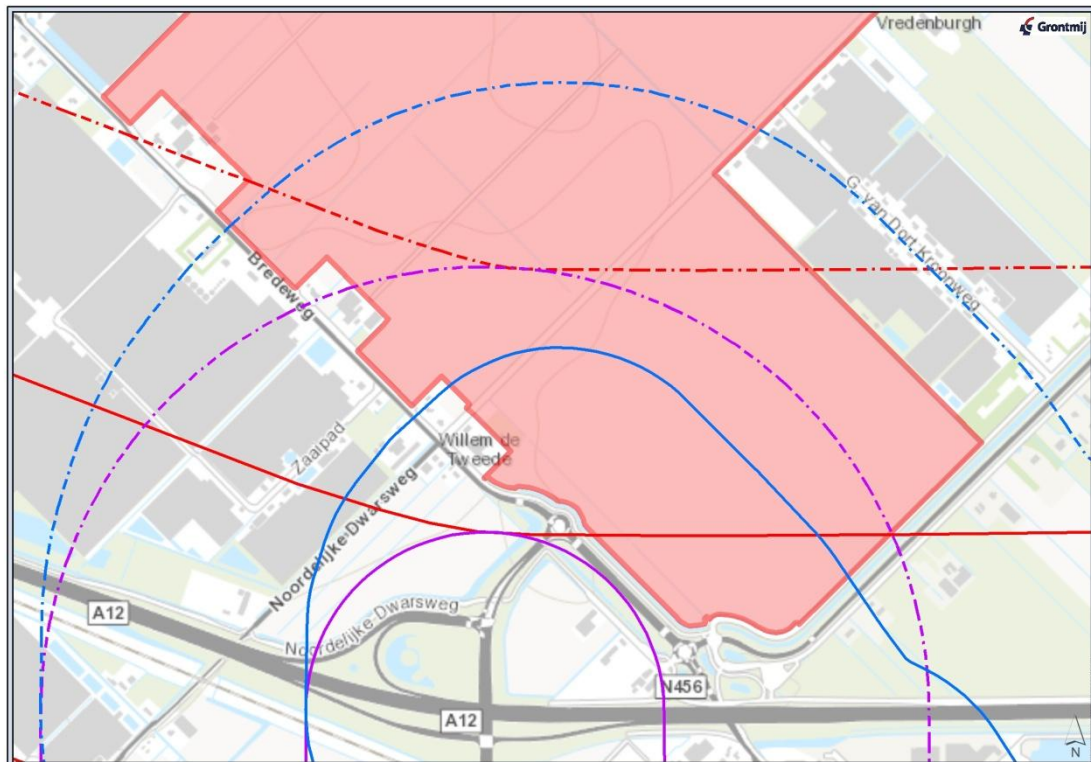 Vredenburgh
Grontmij
G. van Dort Kroonweg
Bredeweg
Zaaipad
Willem de
Tweede
Noordelijke Dwarsweg
Noordelijke Dwarsweg
A12
N456
A12
N